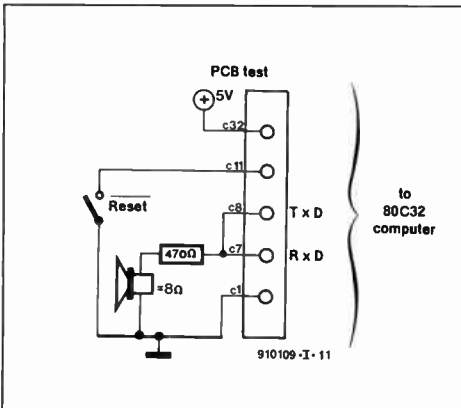 PCB test
5V
c32
c11
Reset
c8
T x D
470Ω
c7
R x D
≈8Ω
c1
to
80C32
computer
910109 - I - 11